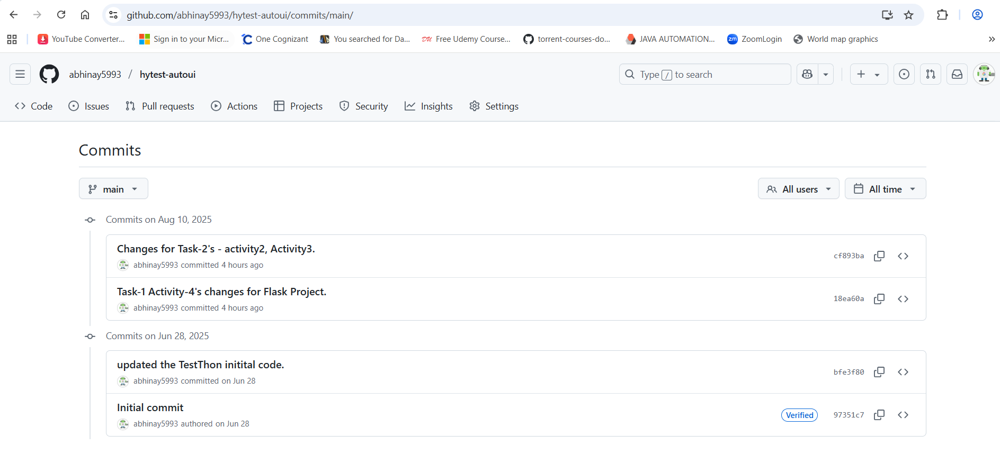 github.com/abhinay5993/hytest-autoui/commits/main/
YouTube Converter... Sign in to your Micr... One Cognizant You searched for Da... DU Free Udemy Course... torrent-courses-do... JAVA AUTOMATION... zm ZoomLogin World map graphics »
abhinay5993 / hytest-autoui Type / to search
Code Issues Pull requests Actions Projects Security Insights Settings
Commits
main All users All time
Commits on Aug 10, 2025
Changes for Task-2's - activity2, Activity3.
abhinay5993 committed 4 hours ago
cf893ba
Task-1 Activity-4's changes for Flask Project.
abhinay5993 committed 4 hours ago
18ea60a
Commits on Jun 28, 2025
updated the TestThon initital code.
abhinay5993 committed on Jun 28
bfe3f80
Initial commit
abhinay5993 authored on Jun 28
Verified 97351c7